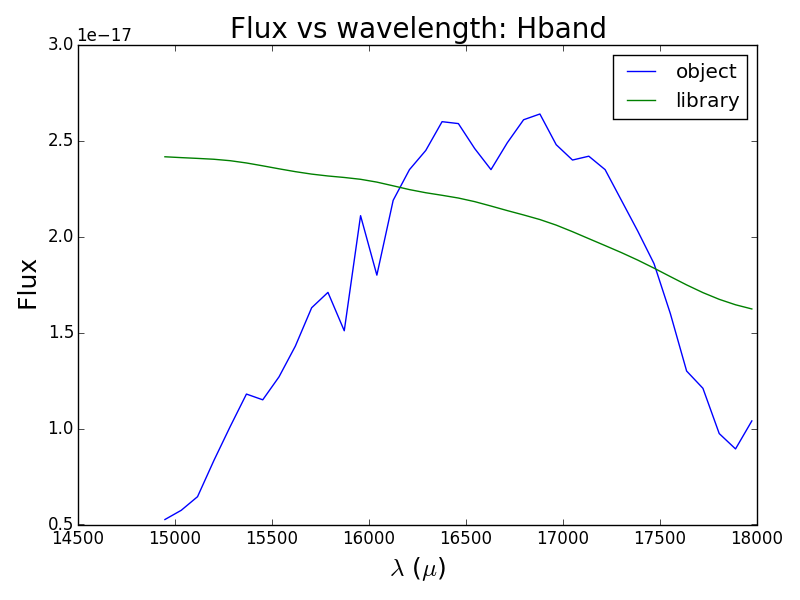 Flux vs wavelength: Hband
1e−17
3.0
2.5
2.0
1.5
1.0
0.5
Flux
object
library
14500 15000 15500 16000 16500 17000 17500 18000
λ (μ)